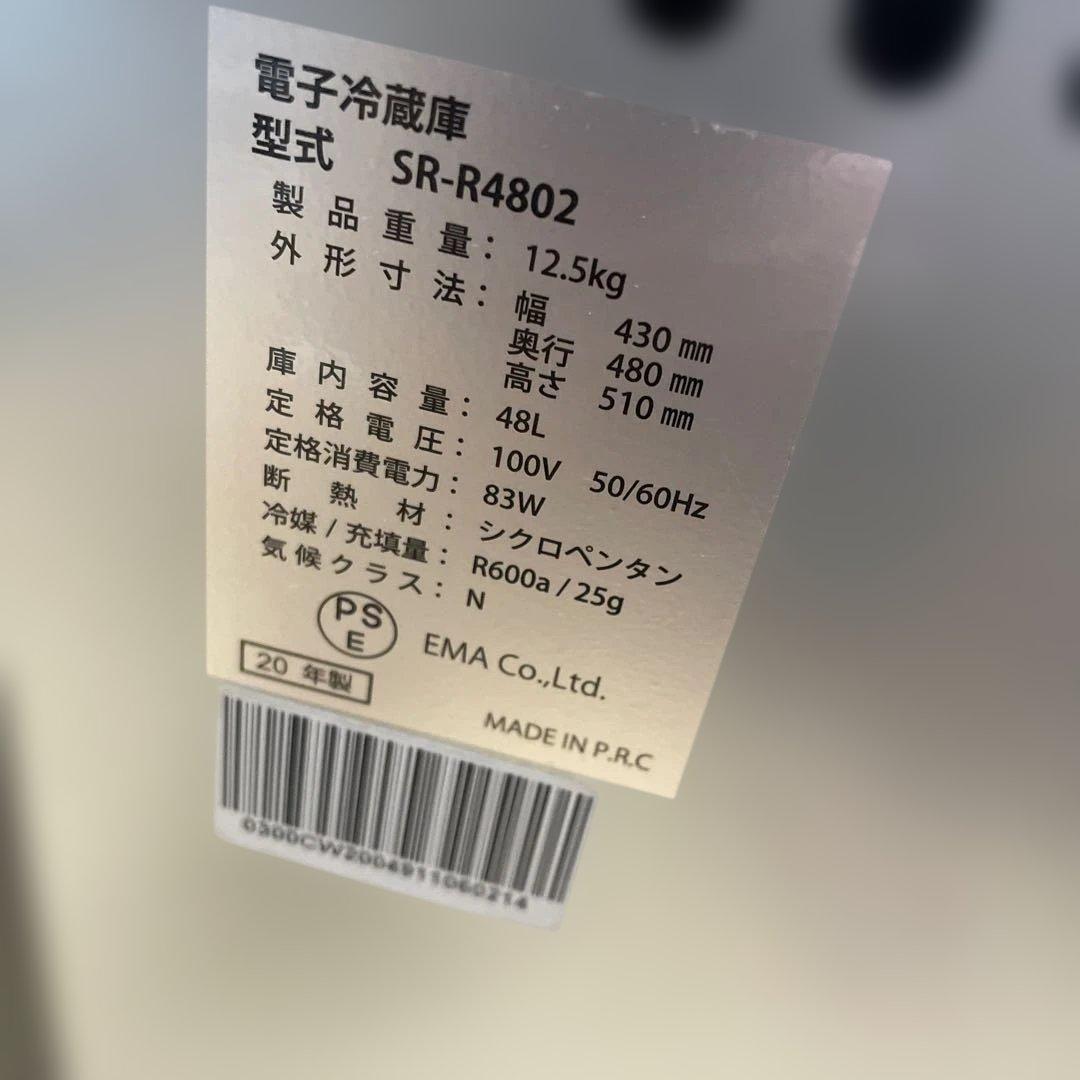 電子冷蔵庫
型式 SR-R4802
製品重量： 12.5kg
外形寸法： 幅 430㎜
奥行 480㎜
高さ 510㎜
庫内容量： 48L
定格電圧： 100V 50/60Hz
定格消費電力： 83W
断熱材： シクロペンタン
冷媒/充填量： R600a/25g
気候クラス： N
PS
E
EMA Co.,Ltd.
20 年製
MADE IN P.R.C
0300CW2004911060214